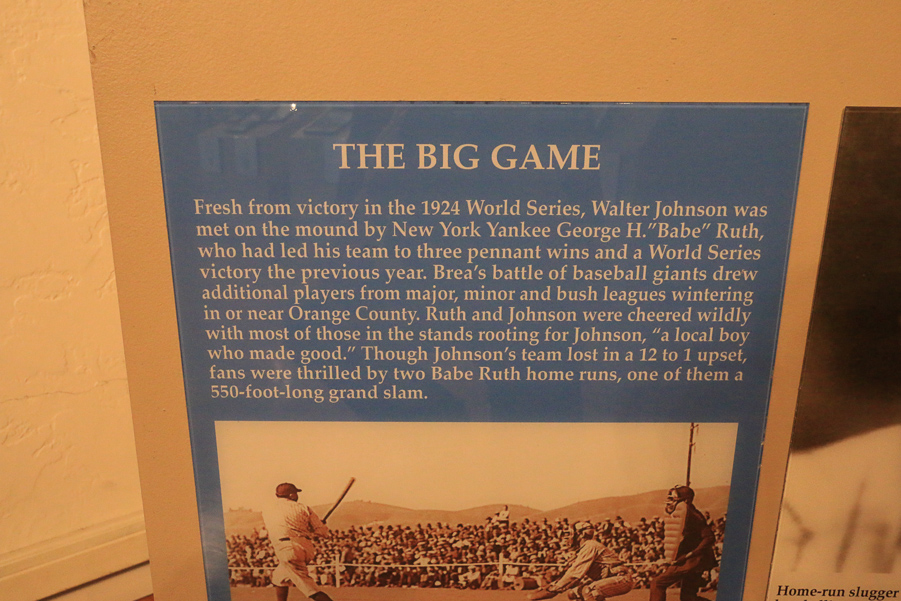 THE BIG GAME
Fresh from victory in the 1924 World Series, Walter Johnson was
met on the mound by New York Yankee George H."Babe" Ruth,
who had led his team to three pennant wins and a World Series
victory the previous year. Brea's battle of baseball giants drew
additional players from major, minor and bush leagues wintering
in or near Orange County. Ruth and Johnson were cheered wildly
with most of those in the stands rooting for Johnson, "a local boy
who made good." Though Johnson's team lost in a 12 to 1 upset,
fans were thrilled by two Babe Ruth home runs, one of them a
550-foot-long grand slam.
Home-run slugger